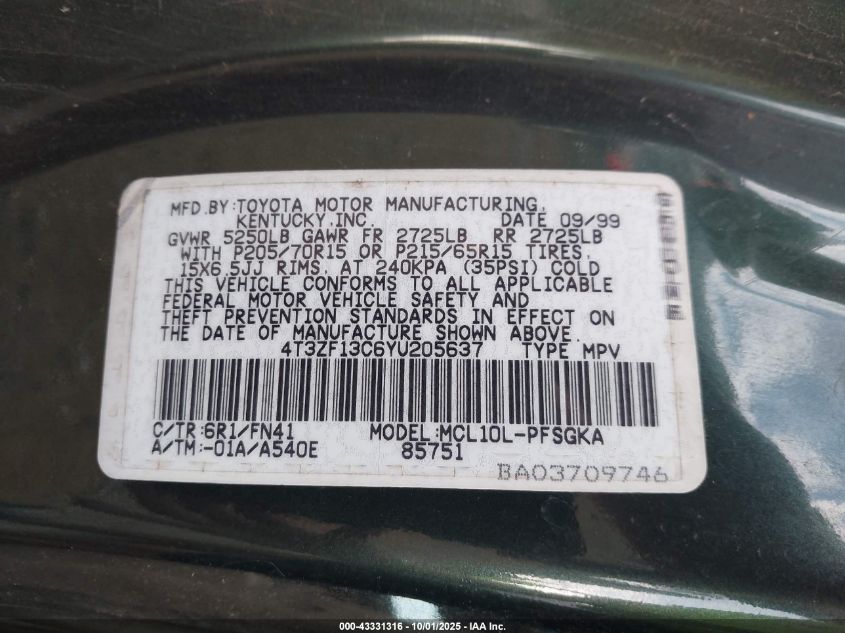 MFD.BY:TOYOTA MOTOR MANUFACTURING,
KENTUCKY,INC. DATE 09/99
GVWR 5250LB GAWR FR 2725LB RR 2725LB
WITH P205/70R15 OR P215/65R15 TIRES,
15X6.5JJ RIMS, AT 240KPA (35PSI) COLD
THIS VEHICLE CONFORMS TO ALL APPLICABLE
FEDERAL MOTOR VEHICLE SAFETY AND
THEFT PREVENTION STANDARDS IN EFFECT ON
THE DATE OF MANUFACTURE SHOWN ABOVE.
4T3ZF13C6YU205637 TYPE MPV
C/TR:6R1/FN41 MODEL:MCL10L-PFSGKA
A/TM:-01A/A540E 85751
BA03709746
000-43331316 - 10/01/2025 - IAA Inc.